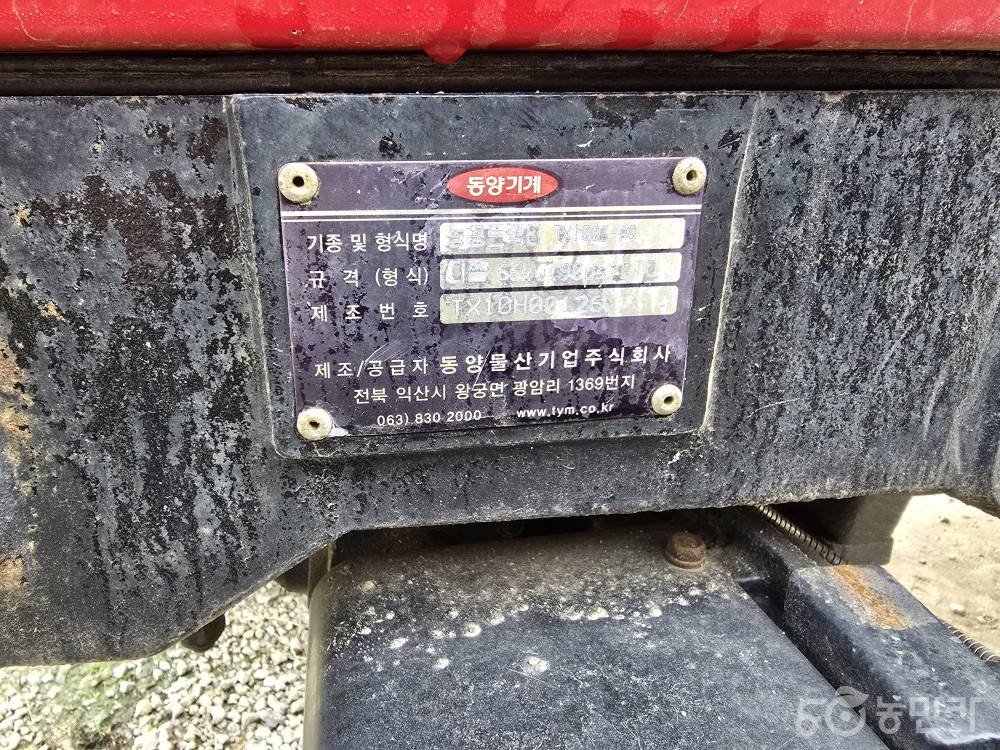 동양기계
기종 및 형식명
규격 (형식)
제조번호 TX10H00126
제조/공급자 동양물산기업주식회사
전북 익산시 왕궁면 광암리 1369번지
063) 830 2000 www.tym.co.kr
농민카